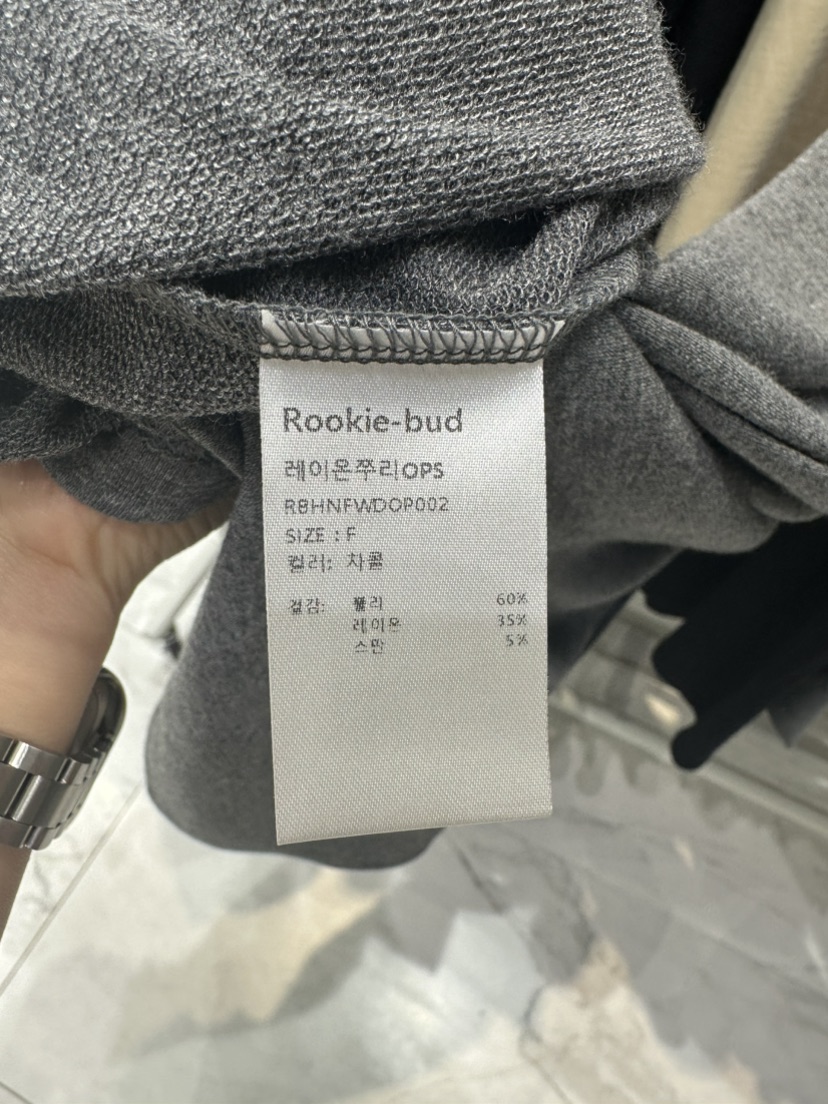 Rookie-bud
레이온쭈리OPS
RBHNFWDOP002
SIZE : F
컬러: 차콜
겉감: 폴리 60%
레이온 35%
스판 5%